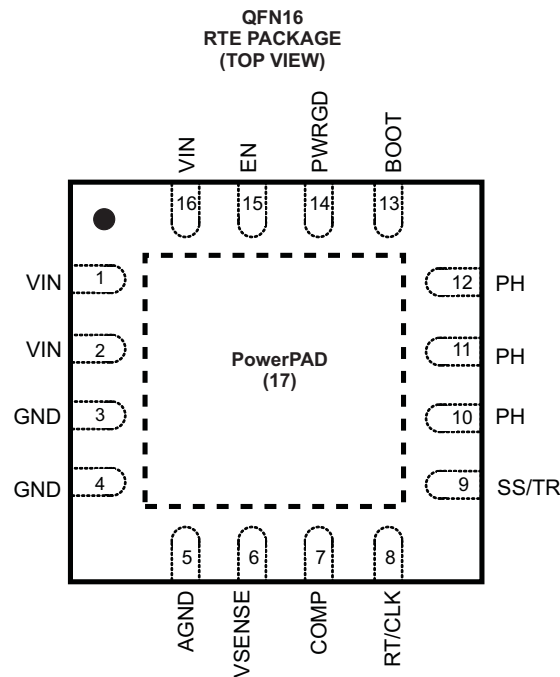 QFN16
RTE PACKAGE
(TOP VIEW)
VIN
EN
PWRGD
BOOT
16
15
14
13
VIN
1
12
PH
VIN
2
11
PH
PowerPAD
(17)
GND
3
10
PH
GND
4
9
SS/TR
5
6
7
8
AGND
VSENSE
COMP
RT/CLK